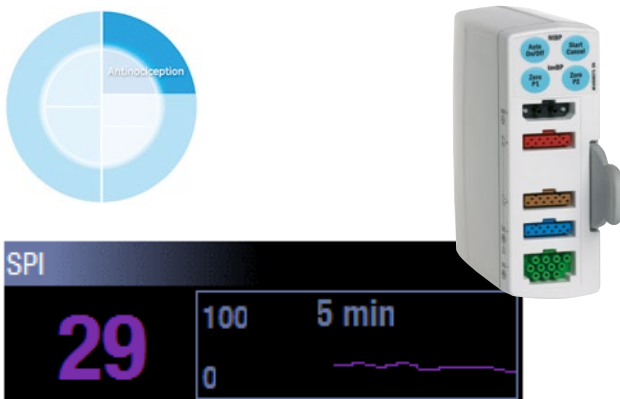 Antinociception
NIBP
Auto
On/Off
Start
Cancel
InvBP
Zero
P1
Zero
P2
SPI
29
100
5 min
0